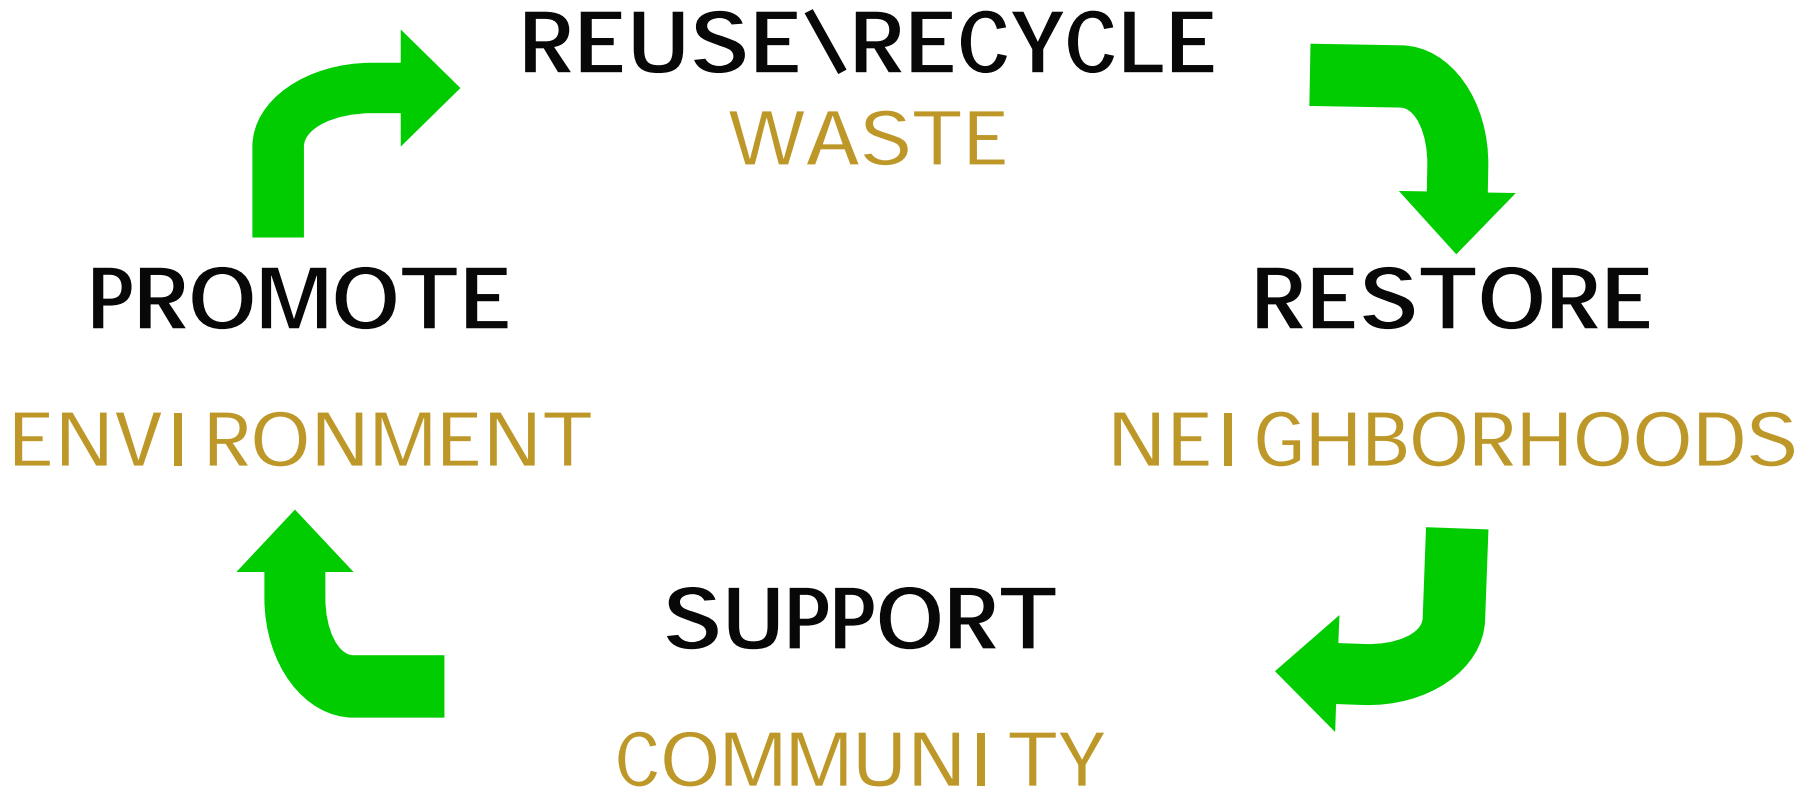 REUSE\RECYCLE
WASTE
PROMOTE
ENVIRONMENT
RESTORE
NEIGHBORHOODS
SUPPORT
COMMUNITY